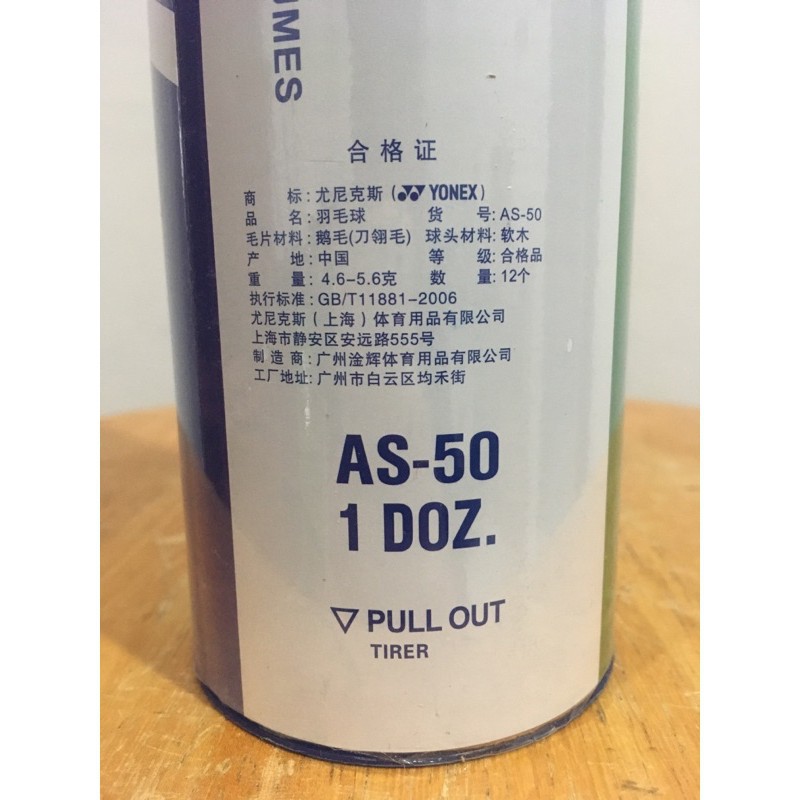 UMES
合格证
商 标: 尤尼克斯 (YONEX)
品 名: 羽毛球 货 号: AS-50
毛片材料: 鹅毛(刀翎毛) 球头材料: 软木
产 地: 中国 等 级: 合格品
重 量: 4.6-5.6克 数 量: 12个
执行标准: GB/T11881-2006
尤尼克斯(上海)体育用品有限公司
上海市静安区安远路555号
制 造 商: 广州淦辉体育用品有限公司
工厂地址: 广州市白云区均禾街
AS-50
1 DOZ.
▽ PULL OUT
TIRER